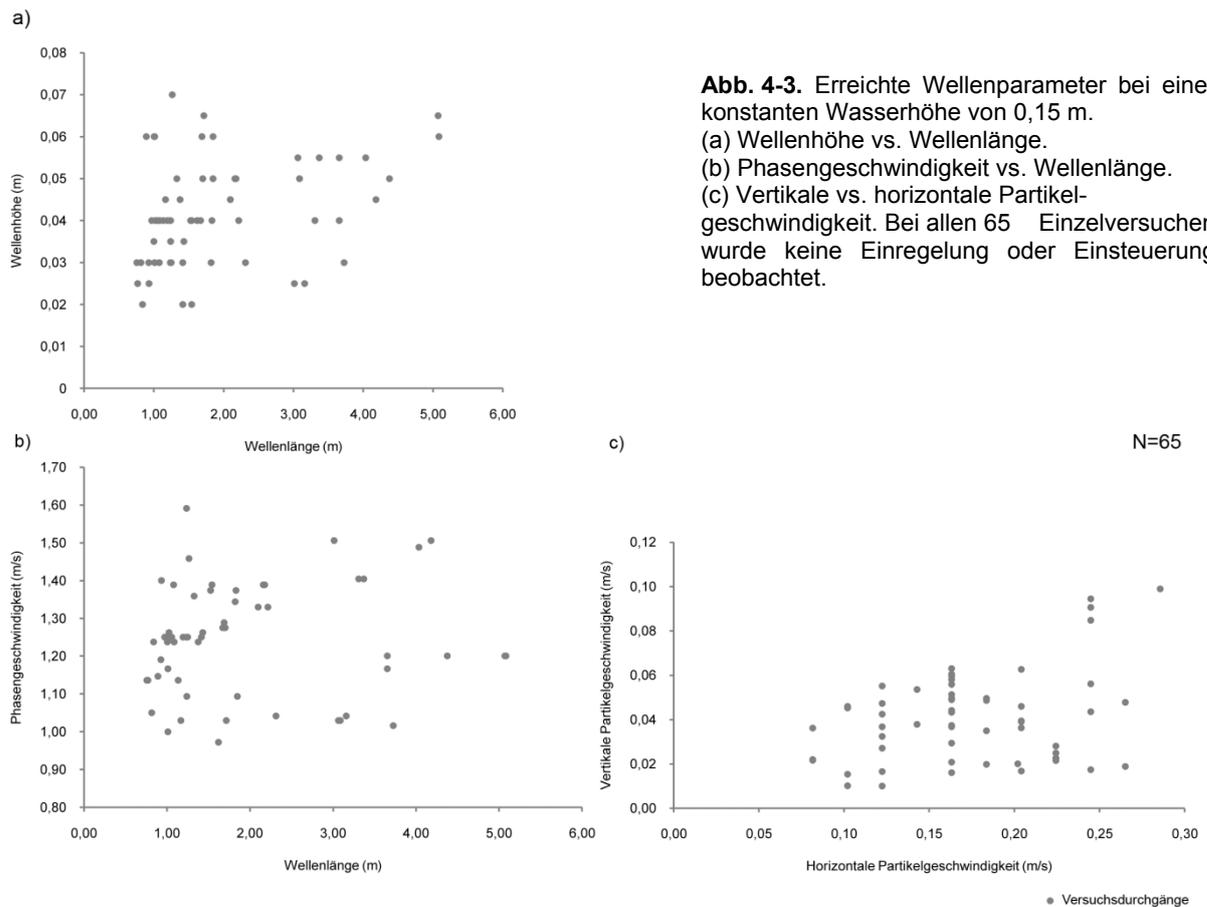 a)
0,08
0,07
0,06
0,05
0,04
0,03
0,02
0,01
0
Wellenhöhe (m)
0,00 1,00 2,00 3,00 4,00 5,00 6,00
Wellenlänge (m)
Abb. 4-3. Erreichte Wellenparameter bei eine
konstanten Wasserhöhe von 0,15 m.
(a) Wellenhöhe vs. Wellenlänge.
(b) Phasengeschwindigkeit vs. Wellenlänge.
(c) Vertikale vs. horizontale Partikel-
geschwindigkeit. Bei allen 65 Einzelversucher
wurde keine Einregelung oder Einsteuerung
beobachtet.
b)
1,70
1,60
1,50
1,40
1,30
1,20
1,10
1,00
0,90
0,80
Phasengeschwindigkeit (m/s)
0,00 1,00 2,00 3,00 4,00 5,00 6,00
Wellenlänge (m)
c)
N=65
0,12
0,10
0,08
0,06
0,04
0,02
0,00
Vertikale Partikelgeschwindigkeit (m/s)
0,00 0,05 0,10 0,15 0,20 0,25 0,30
Horizontale Partikelgeschwindigkeit (m/s)
Versuchsdurchgänge